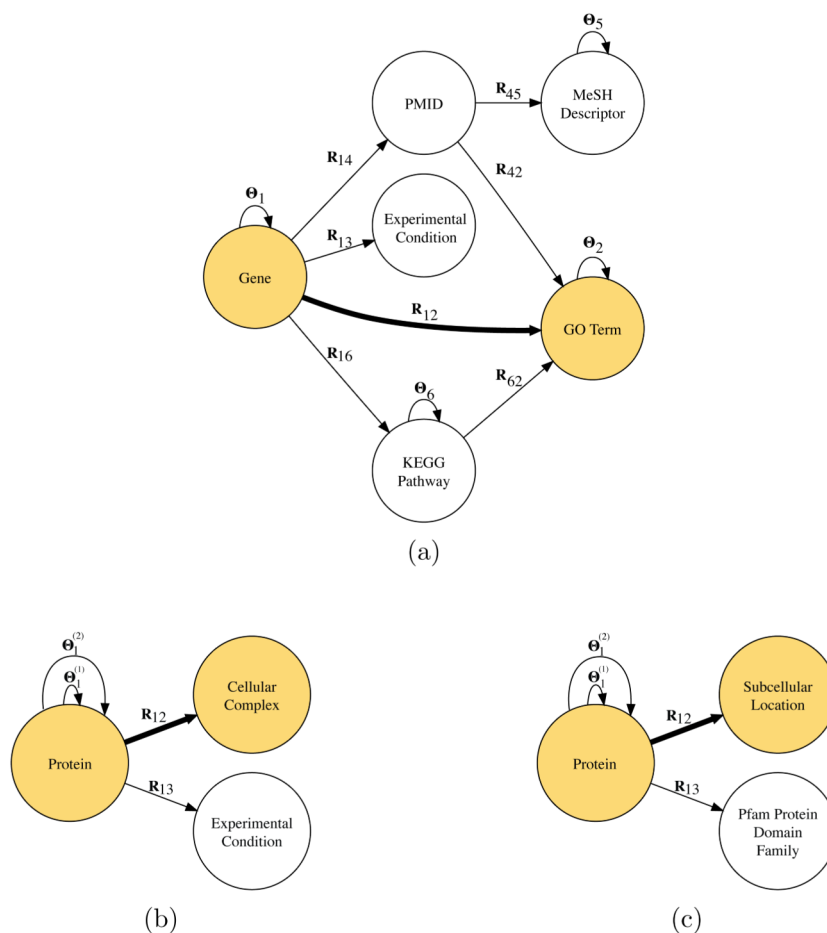 Θ5
PMID
R45
MeSH
Descriptor
R14
R42
Θ1
Experimental
Condition
R13
Θ2
Gene
R12
GO Term
R16
R62
Θ6
KEGG
Pathway
(a)
Θ1(2)
Θ1(1)
Cellular
Complex
R12
Protein
R13
Experimental
Condition
(b)
Θ1(2)
Θ1(1)
Subcellular
Location
R12
Protein
R13
Pfam Protein
Domain
Family
(c)